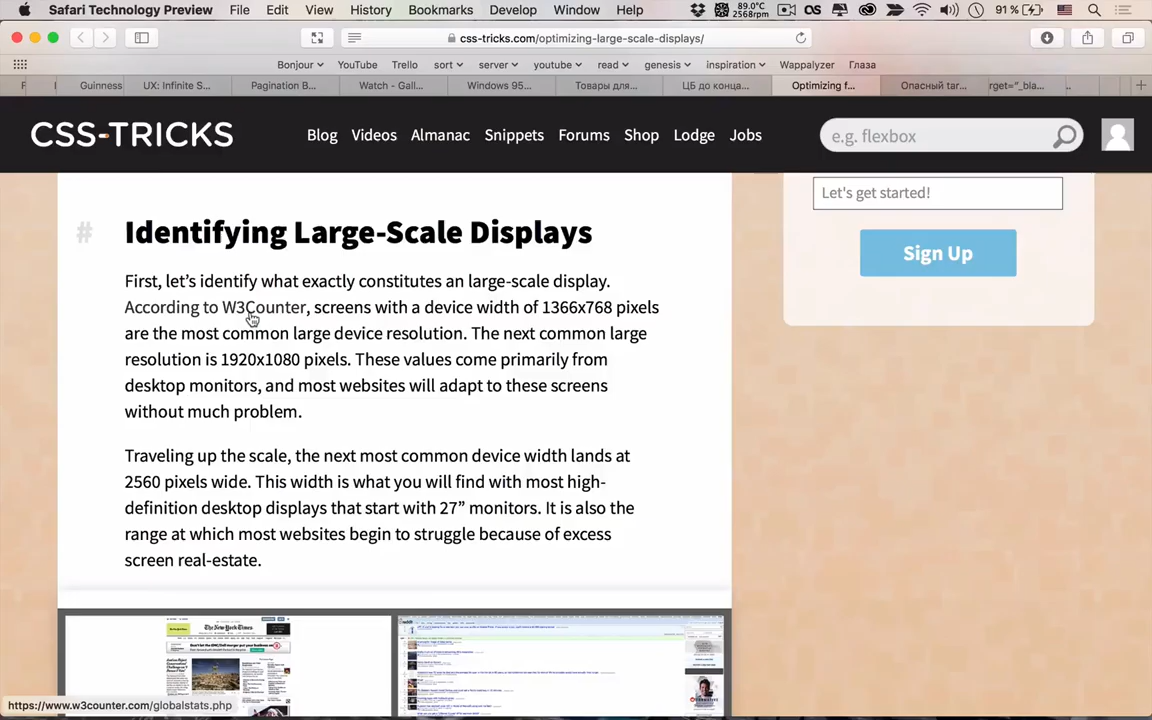 Safari Technology Preview File Edit View History Bookmarks Develop Window Help 89.0°C 2568rpm OS 91 %
css-tricks.com/optimizing-large-scale-displays/
Bonjour YouTube Trello sort server youtube read genesis inspiration Wappalyzer Глаза
Guinness UX: Infinite S... Pagination B... Watch - Gall... Windows 95... Товары для... ЦБ до конца... Optimizing f... Опасный tar... rget="_bla...
CSS-TRICKS Blog Videos Almanac Snippets Forums Shop Lodge Jobs e.g. flexbox
Let's get started!
Sign Up
# Identifying Large-Scale Displays
First, let's identify what exactly constitutes an large-scale display.
According to W3Counter, screens with a device width of 1366x768 pixels
are the most common large device resolution. The next common large
resolution is 1920x1080 pixels. These values come primarily from
desktop monitors, and most websites will adapt to these screens
without much problem.
Traveling up the scale, the next most common device width lands at
2560 pixels wide. This width is what you will find with most high-
definition desktop displays that start with 27” monitors. It is also the
range at which most websites begin to struggle because of excess
screen real-estate.
The New York Times
https://www.w3counter.com/globalstats.php